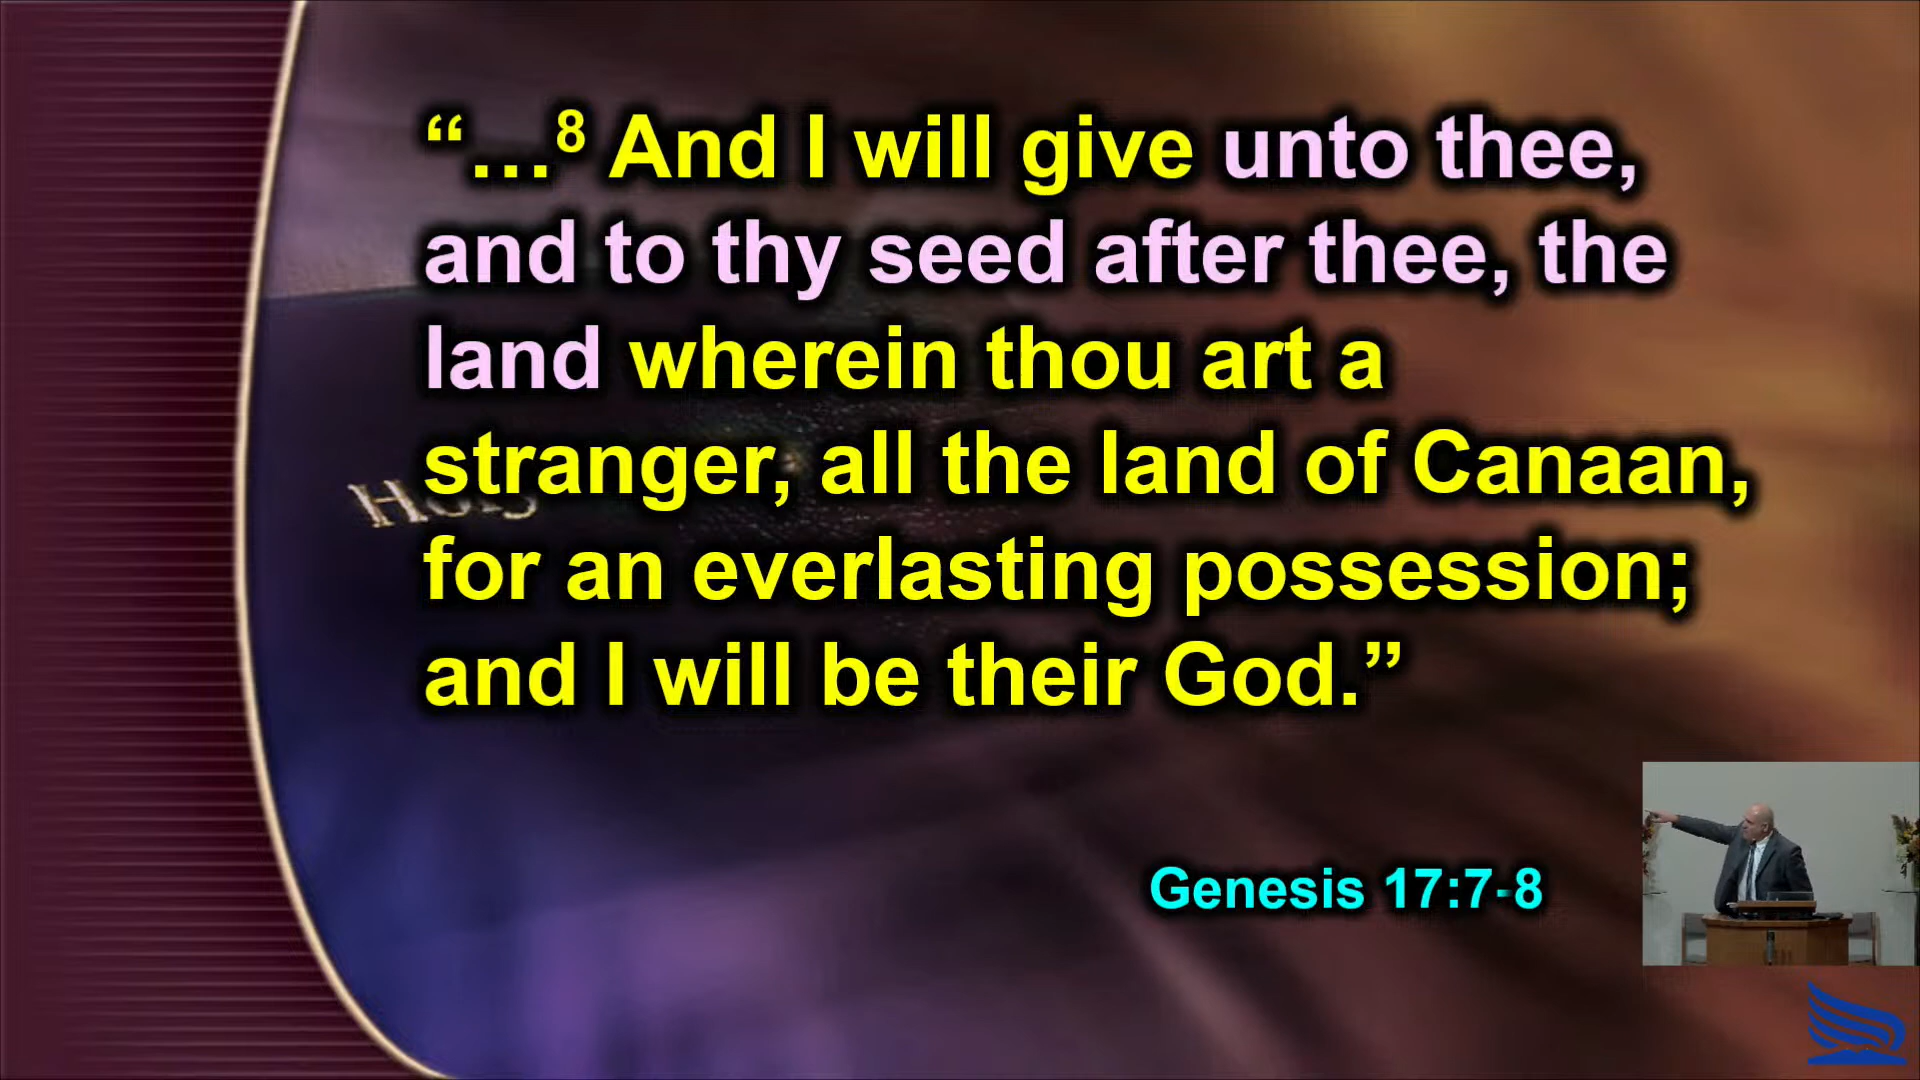 “…⁸ And I will give unto thee,
and to thy seed after thee, the
land wherein thou art a
stranger, all the land of Canaan,
for an everlasting possession;
and I will be their God.”
Holy
Genesis 17:7-8